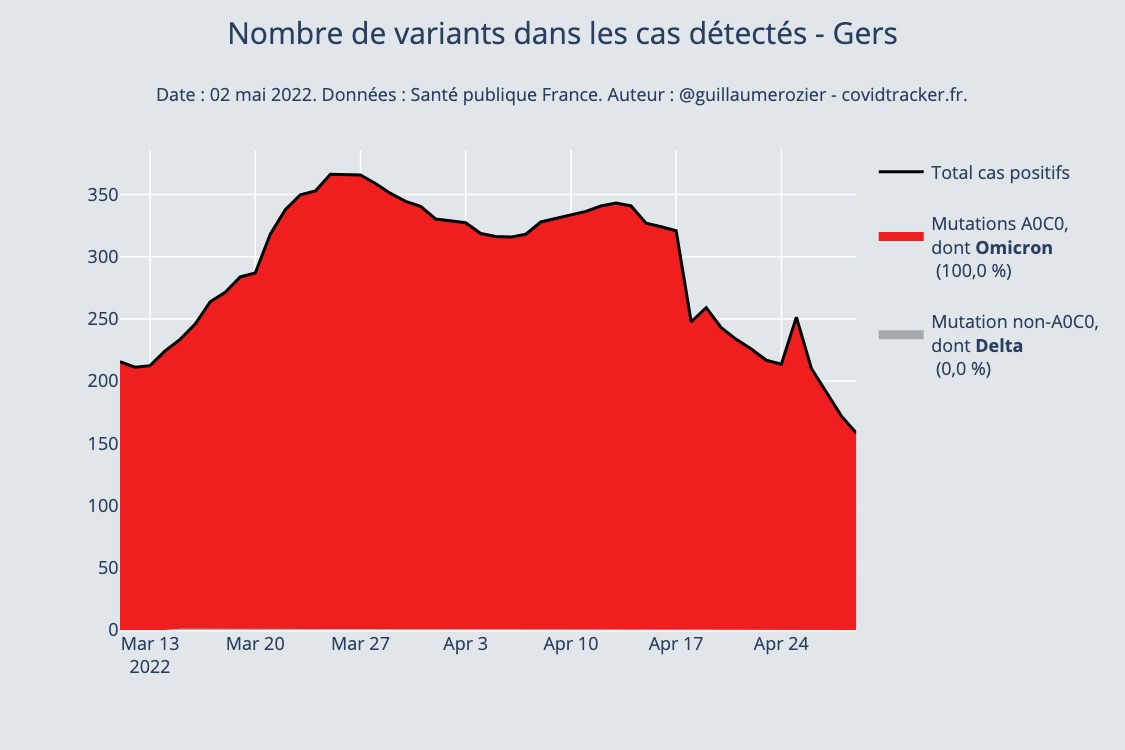 Nombre de variants dans les cas détectés - Gers
Date : 02 mai 2022. Données : Santé publique France. Auteur : @guillaumerozier - covidtracker.fr.
350
300
250
200
150
100
50
0
Mar 13
2022
Mar 20
Mar 27
Apr 3
Apr 10
Apr 17
Apr 24
Total cas positifs
Mutations A0C0,
dont Omicron
(100,0 %)
Mutation non-A0C0,
dont Delta
(0,0 %)